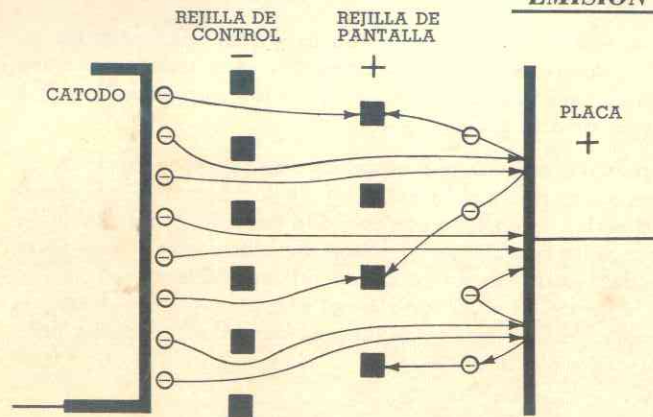 EMISIÓN
REJILLA DE
CONTROL
−
REJILLA DE
PANTALLA
+
CATODO
PLACA
+